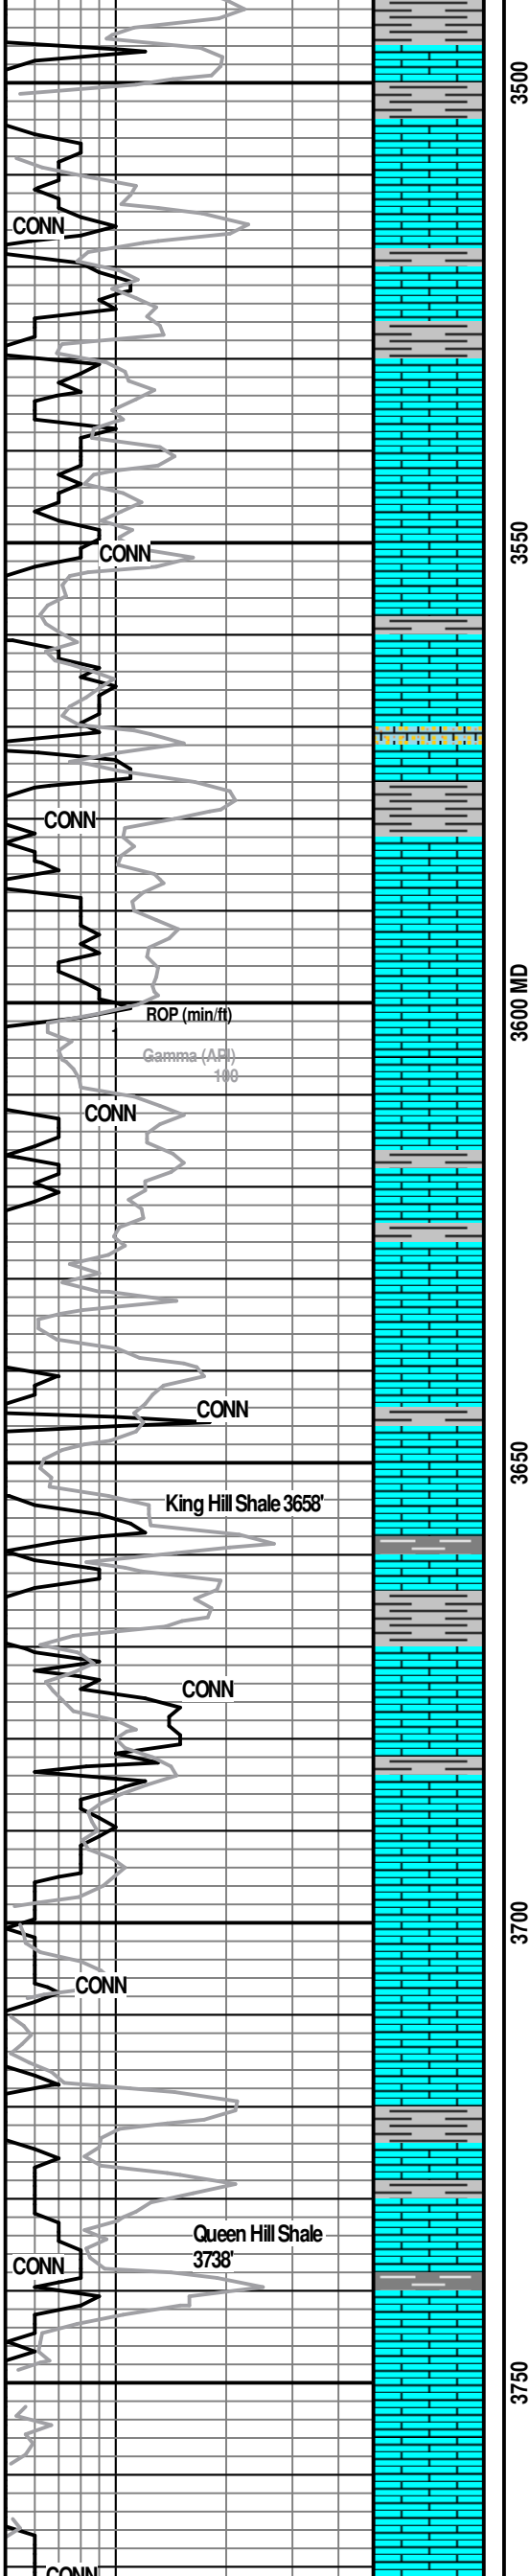 3500
CONN
3550
CONN
CONN
3600 MD
ROP (min/ft)
Gamma (API)
100
CONN
CONN
3650
King Hill Shale 3658'
CONN
3700
CONN
Queen Hill Shale
3738'
CONN
3750
CONN